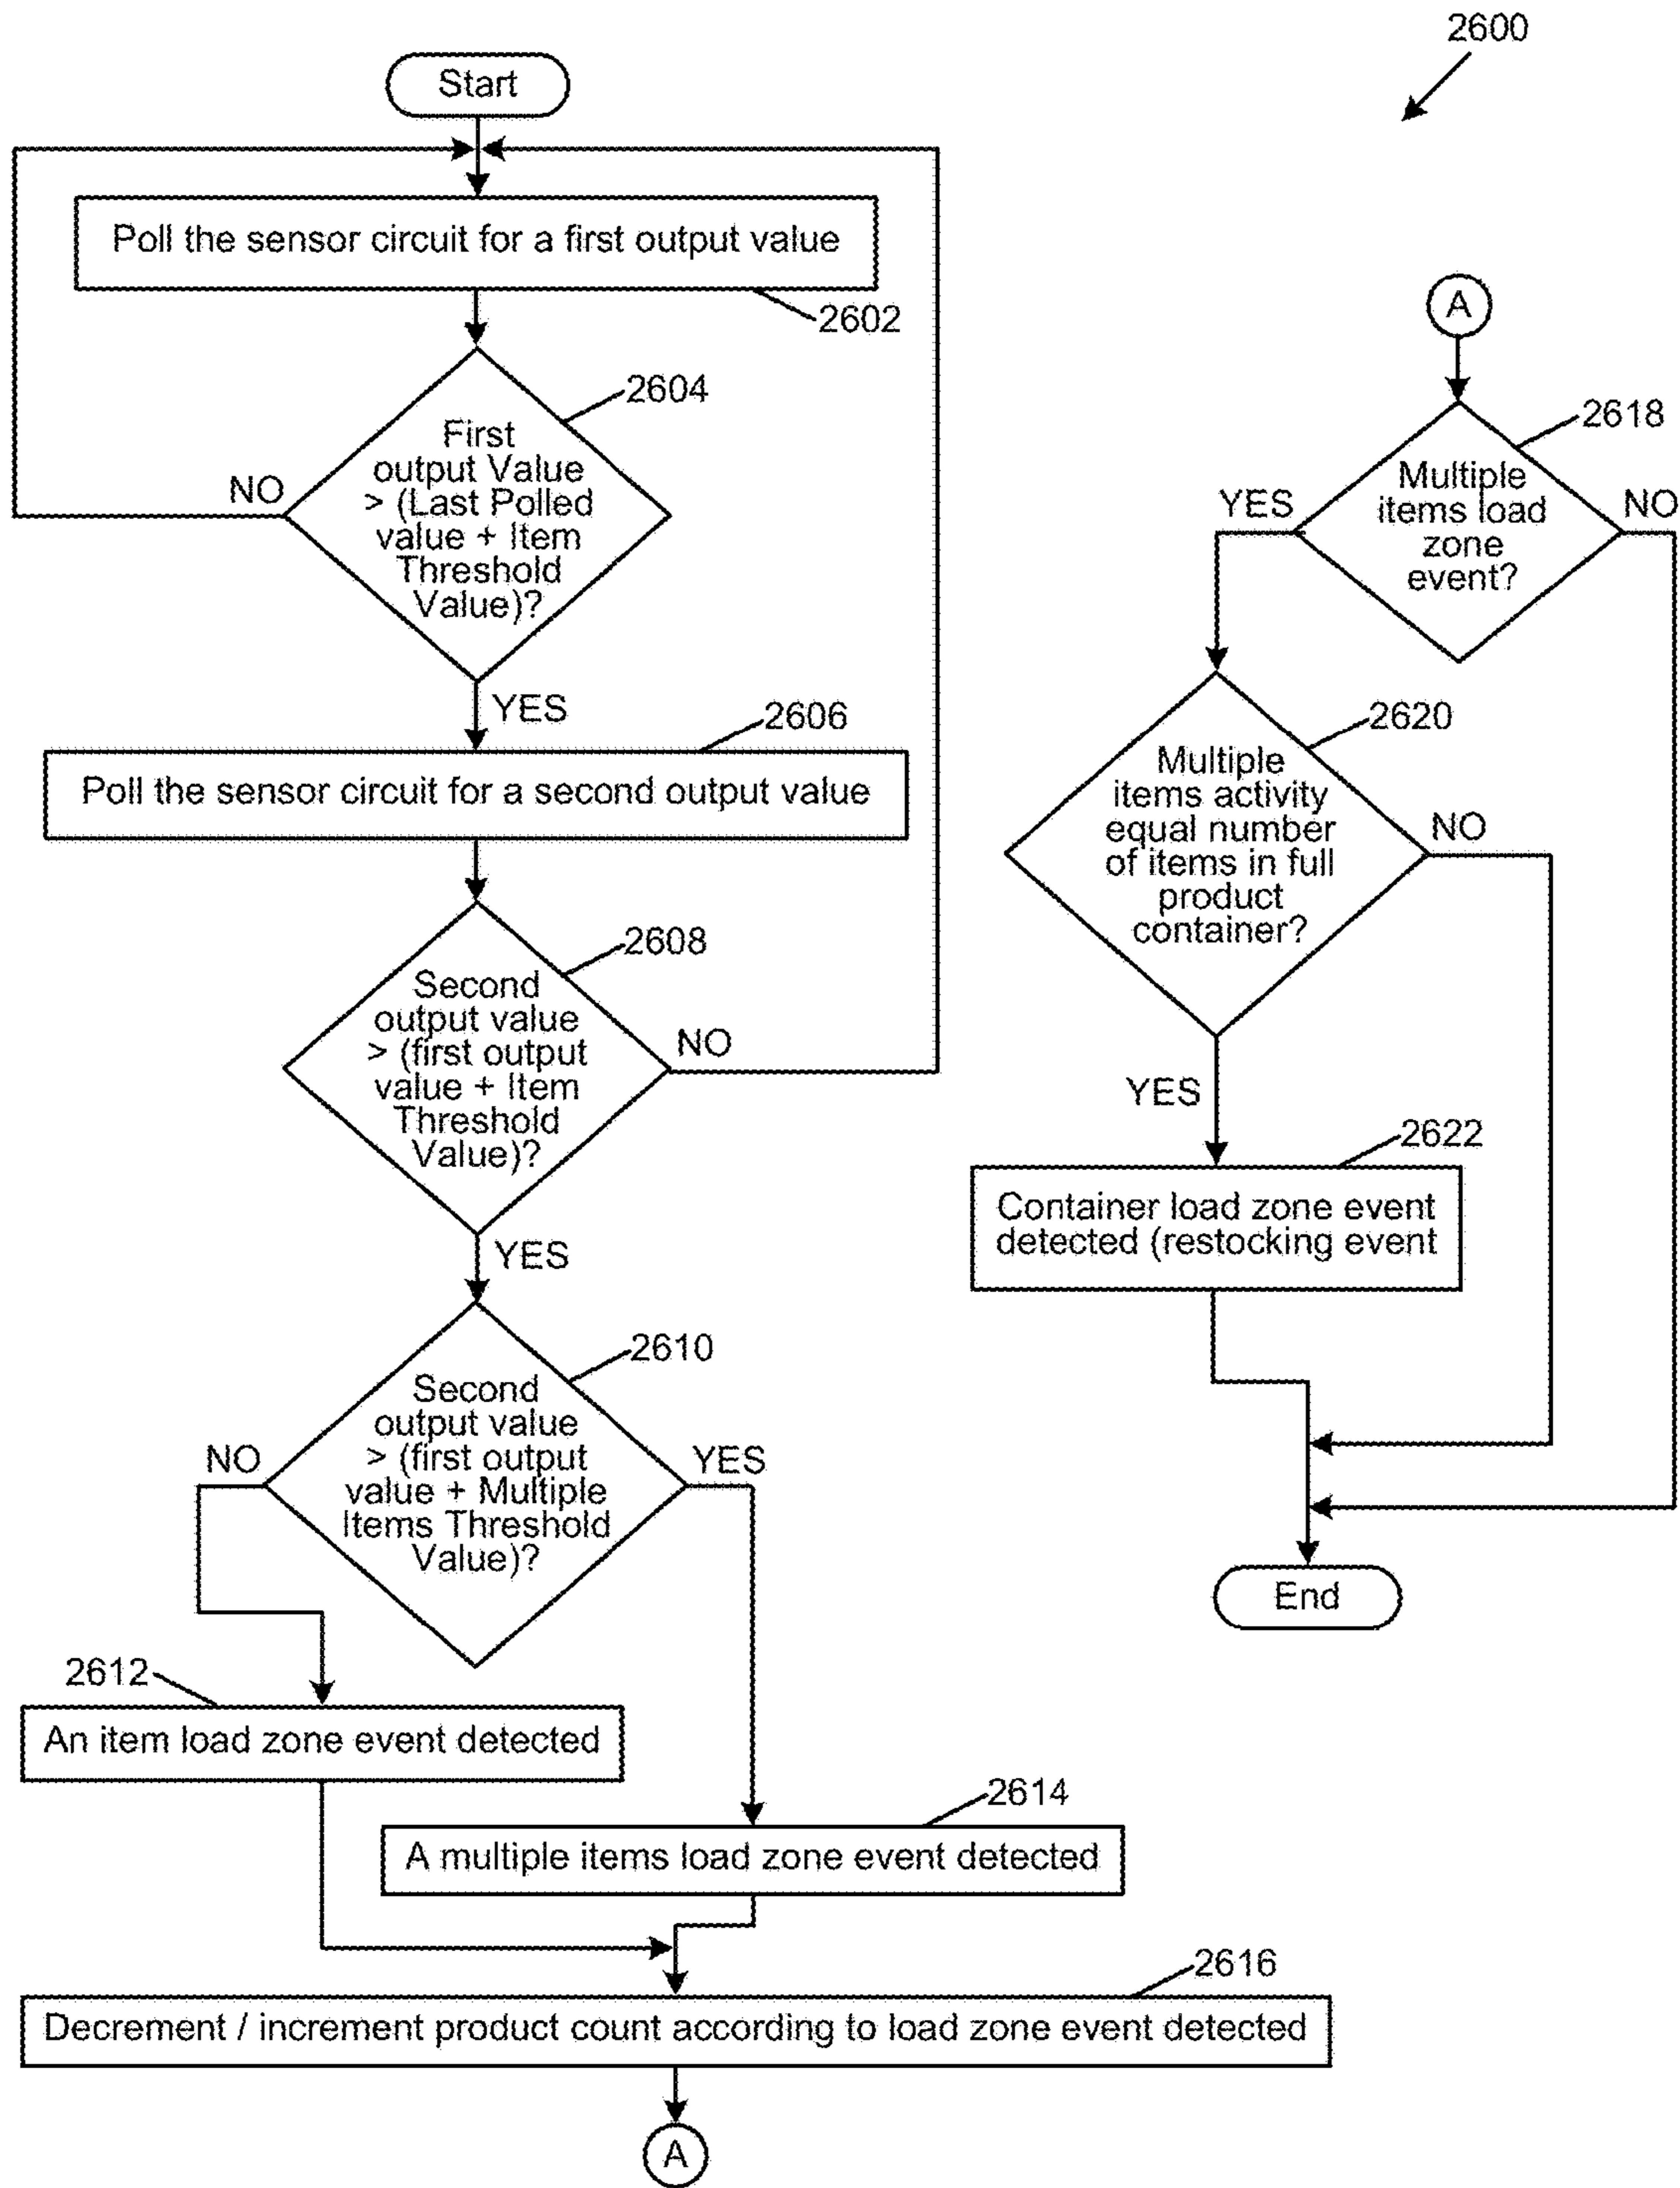 2600
Start
Poll the sensor circuit for a first output value
2602
2604
First
output Value
> (Last Polled
value + Item
Threshold
Value)?
NO
YES
2606
Poll the sensor circuit for a second output value
2608
Second
output value
> (first output
value + Item
Threshold
Value)?
NO
YES
2610
Second
output value
> (first output
value + Multiple
Items Threshold
Value)?
NO
YES
2612
An item load zone event detected
2614
A multiple items load zone event detected
2616
Decrement / increment product count according to load zone event detected
A
A
2618
Multiple
items load
zone
event?
YES
NO
2620
Multiple
items activity
equal number
of items in full
product
container?
NO
YES
2622
Container load zone event
detected (restocking event
End